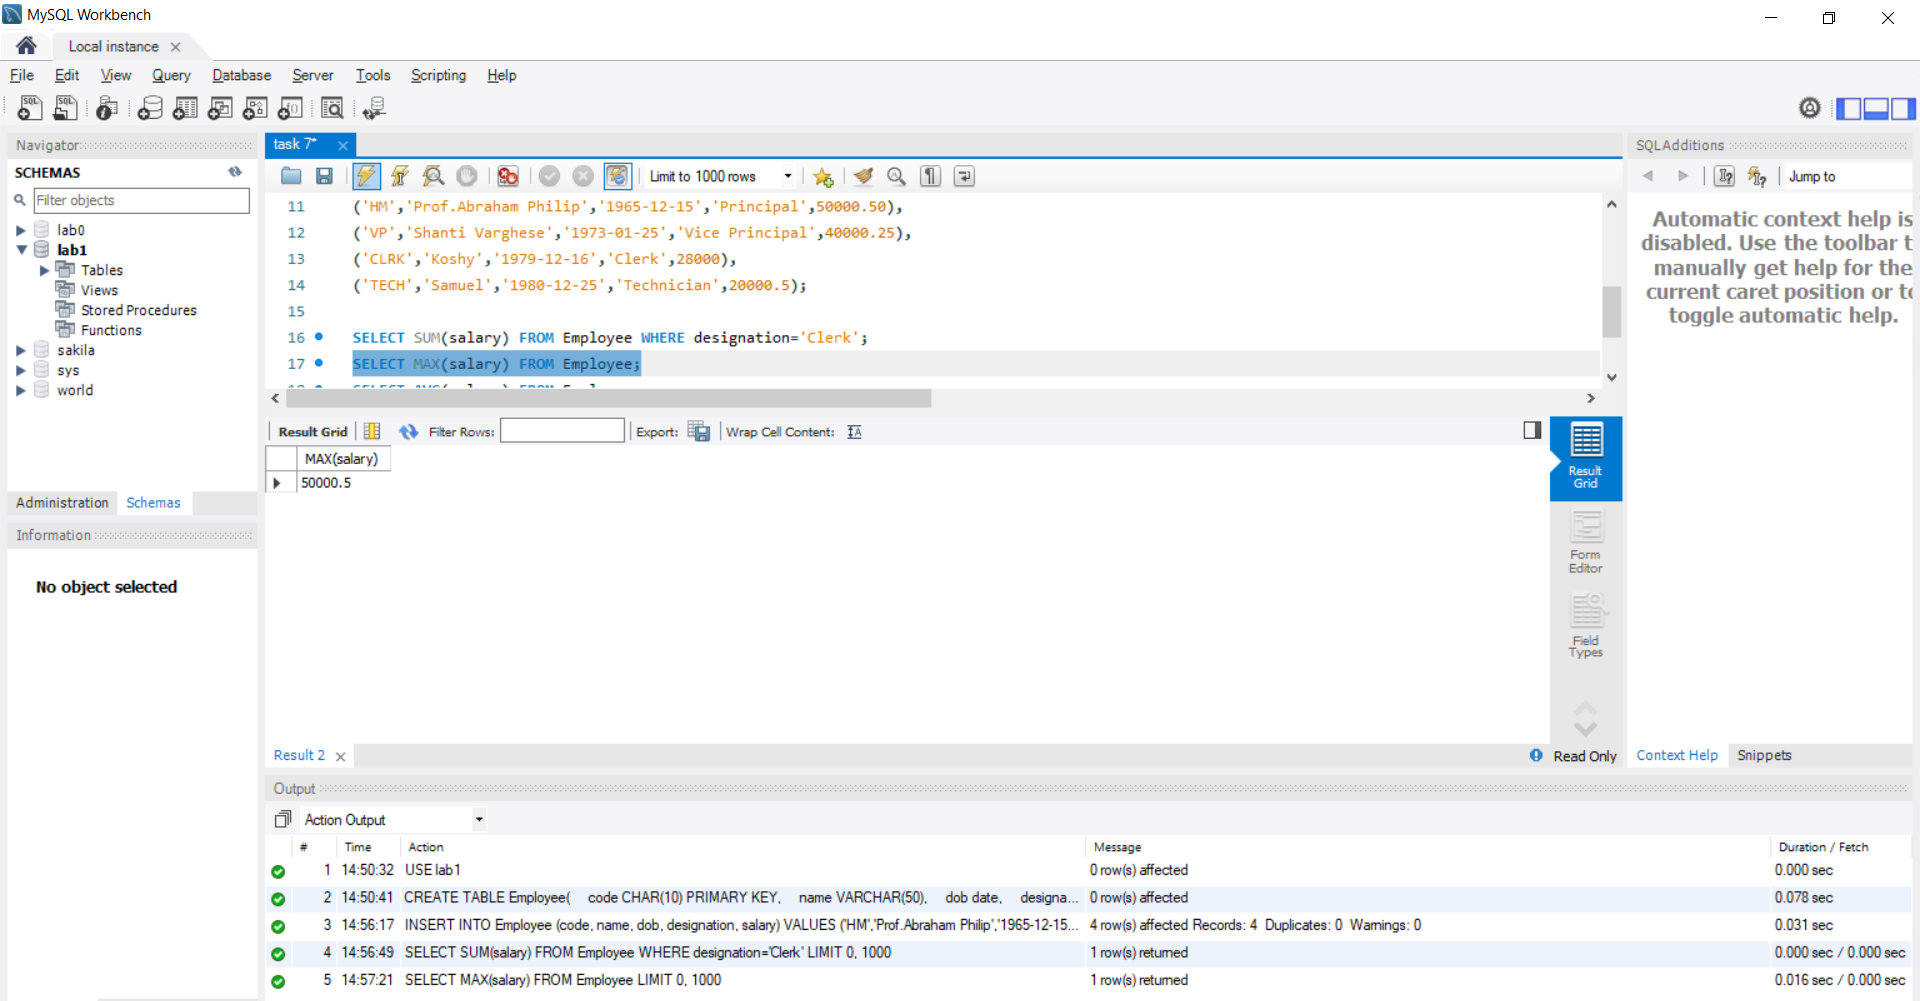 MySQL Workbench
Local instance
File Edit View Query Database Server Tools Scripting Help
Navigator
SCHEMAS
Filter objects
lab0
lab1
Tables
Views
Stored Procedures
Functions
sakila
sys
world
Administration Schemas
Information
No object selected
task 7*
Limit to 1000 rows
11 ('HM','Prof.Abraham Philip','1965-12-15','Principal',50000.50),
12 ('VP','Shanti Varghese','1973-01-25','Vice Principal',40000.25),
13 ('CLRK','Koshy','1979-12-16','Clerk',28000),
14 ('TECH','Samuel','1980-12-25','Technician',20000.5);
15
16 SELECT SUM(salary) FROM Employee WHERE designation='Clerk';
17 SELECT MAX(salary) FROM Employee;
Result Grid Filter Rows: Export: Wrap Cell Content:
MAX(salary)
50000.5
Result Grid
Form Editor
Field Types
Result 2
Read Only
SQLAdditions
Jump to
Automatic context help is
disabled. Use the toolbar t
manually get help for the
current caret position or to
toggle automatic help.
Context Help Snippets
Output
Action Output
# Time Action Message Duration / Fetch
1 14:50:32 USE lab1 0 row(s) affected 0.000 sec
2 14:50:41 CREATE TABLE Employee( code CHAR(10) PRIMARY KEY, name VARCHAR(50), dob date, designa... 0 row(s) affected 0.078 sec
3 14:56:17 INSERT INTO Employee (code, name, dob, designation, salary) VALUES ('HM','Prof.Abraham Philip','1965-12-15... 4 row(s) affected Records: 4 Duplicates: 0 Warnings: 0 0.031 sec
4 14:56:49 SELECT SUM(salary) FROM Employee WHERE designation='Clerk' LIMIT 0, 1000 1 row(s) returned 0.000 sec / 0.000 sec
5 14:57:21 SELECT MAX(salary) FROM Employee LIMIT 0, 1000 1 row(s) returned 0.016 sec / 0.000 sec